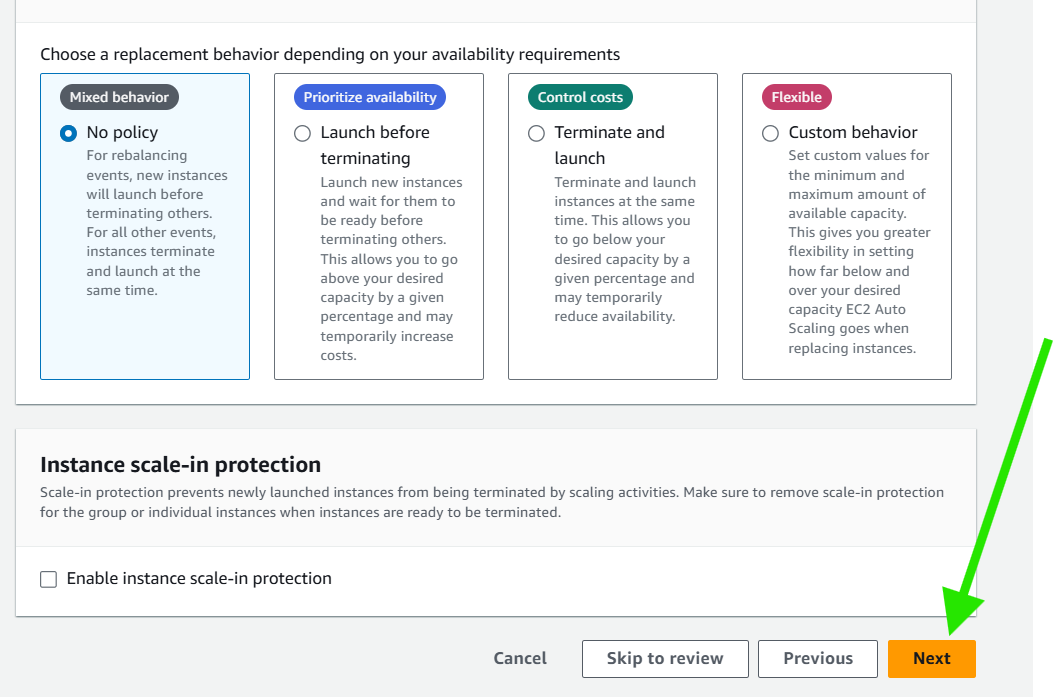 Choose a replacement behavior depending on your availability requirements
Mixed behavior
No policy
For rebalancing
events, new instances
will launch before
terminating others.
For all other events,
instances terminate
and launch at the
same time.
Prioritize availability
Launch before
terminating
Launch new instances
and wait for them to
be ready before
terminating others.
This allows you to go
above your desired
capacity by a given
percentage and may
temporarily increase
costs.
Control costs
Terminate and
launch
Terminate and launch
instances at the same
time. This allows you
to go below your
desired capacity by a
given percentage and
may temporarily
reduce availability.
Flexible
Custom behavior
Set custom values for
the minimum and
maximum amount of
available capacity.
This gives you greater
flexibility in setting
how far below and
over your desired
capacity EC2 Auto
Scaling goes when
replacing instances.
Instance scale-in protection
Scale-in protection prevents newly launched instances from being terminated by scaling activities. Make sure to remove scale-in protection
for the group or individual instances when instances are ready to be terminated.
Enable instance scale-in protection
Cancel
Skip to review
Previous
Next